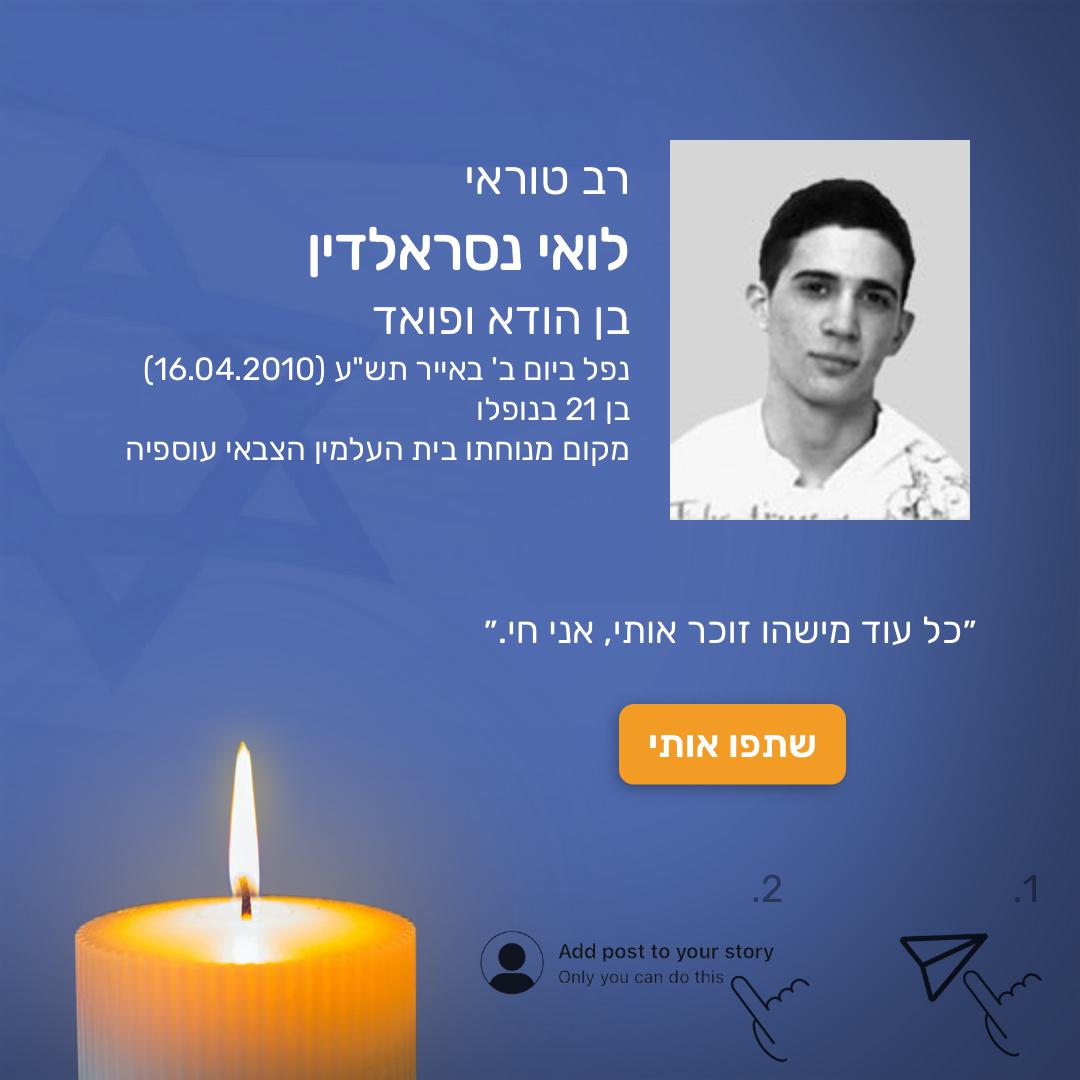 רב טוראי
לואי נסראלדין
בן הודא ופואד
נפל ביום ב' באייר תש"ע (16.04.2010)
בן 21 בנופלו
מקום מנוחתו בית העלמין הצבאי עוספיה
״כל עוד מישהו זוכר אותי, אני חי.״
שתפו אותי
1.
2.
Add post to your story
Only you can do this